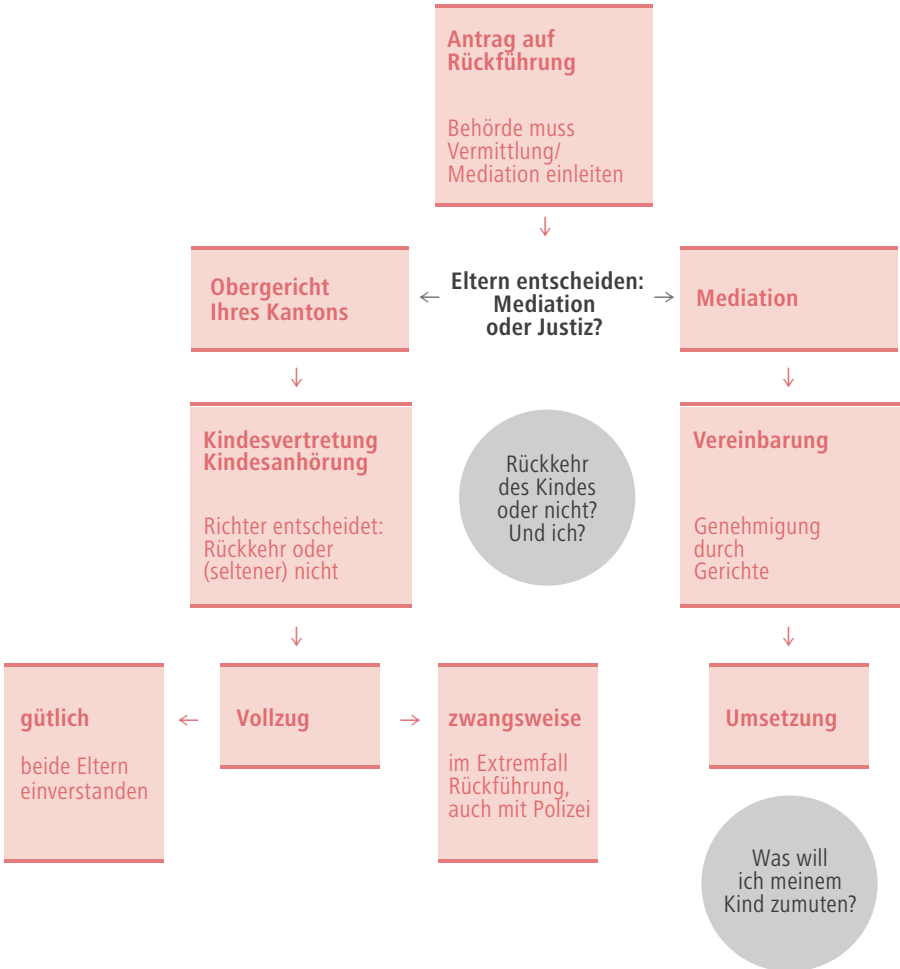 Antrag auf
Rückführung
Behörde muss
Vermittlung/
Mediation einleiten
↓
Obergericht
Ihres Kantons
←
Eltern entscheiden:
Mediation
oder Justiz?
→
Mediation
↓
↓
Kindesvertretung
Kindesanhörung
Richter entscheidet:
Rückkehr oder
(seltener) nicht
Rückkehr
des Kindes
oder nicht?
Und ich?
Vereinbarung
Genehmigung
durch
Gerichte
↓
↓
gütlich
beide Eltern
einverstanden
←
Vollzug
→
zwangsweise
im Extremfall
Rückführung,
auch mit Polizei
Umsetzung
Was will
ich meinem
Kind zumuten?